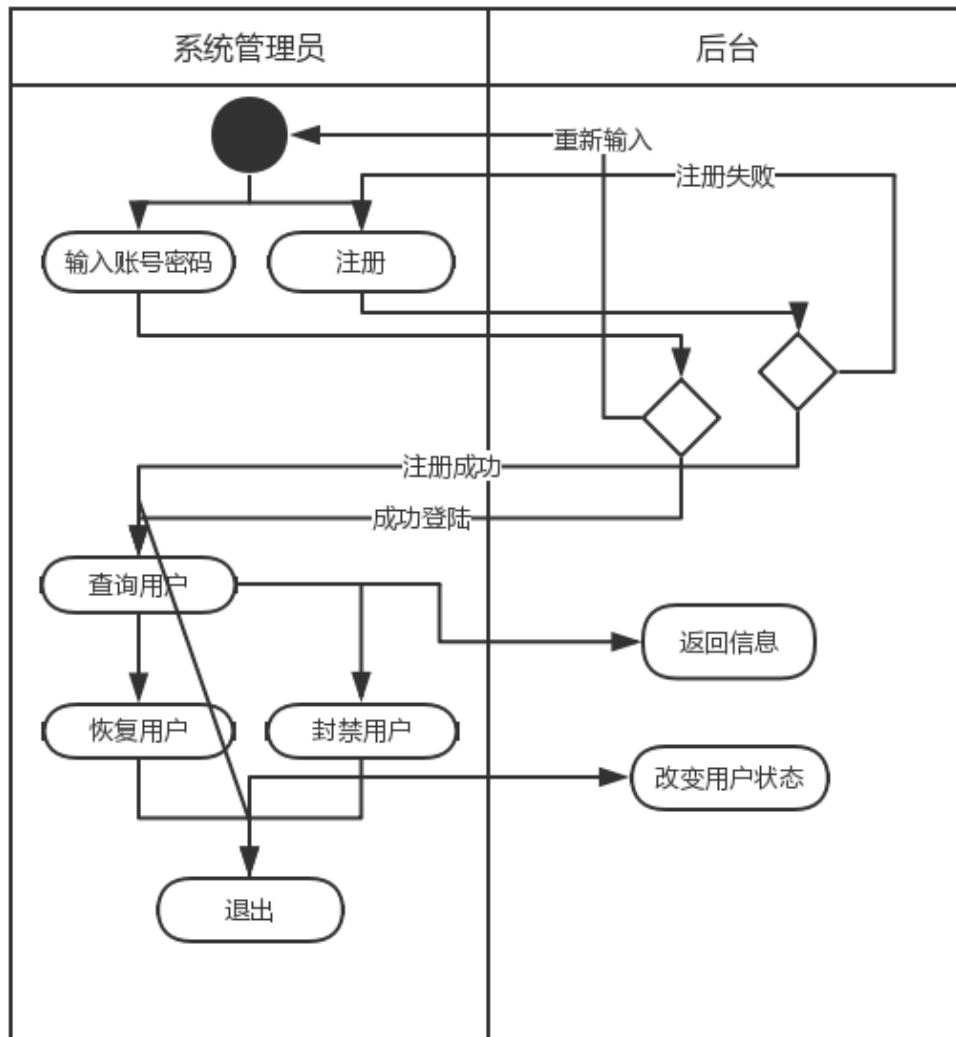 系统管理员
后台
重新输入
注册失败
输入账号密码
注册
注册成功
成功登陆
查询用户
返回信息
恢复用户
封禁用户
改变用户状态
退出